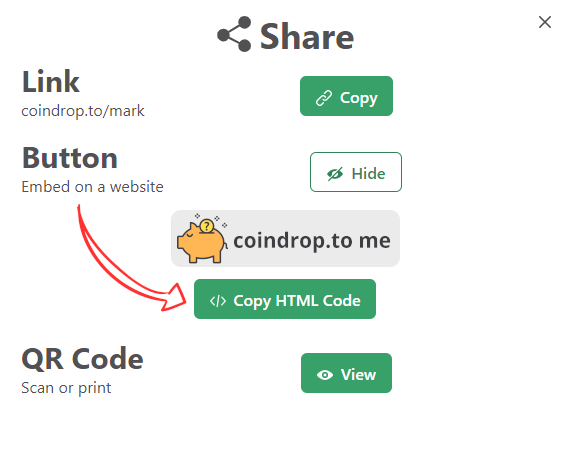 Share
Link
coindrop.to/mark
Copy
Button
Embed on a website
Hide
?
coindrop.to me
</> Copy HTML Code
QR Code
Scan or print
View